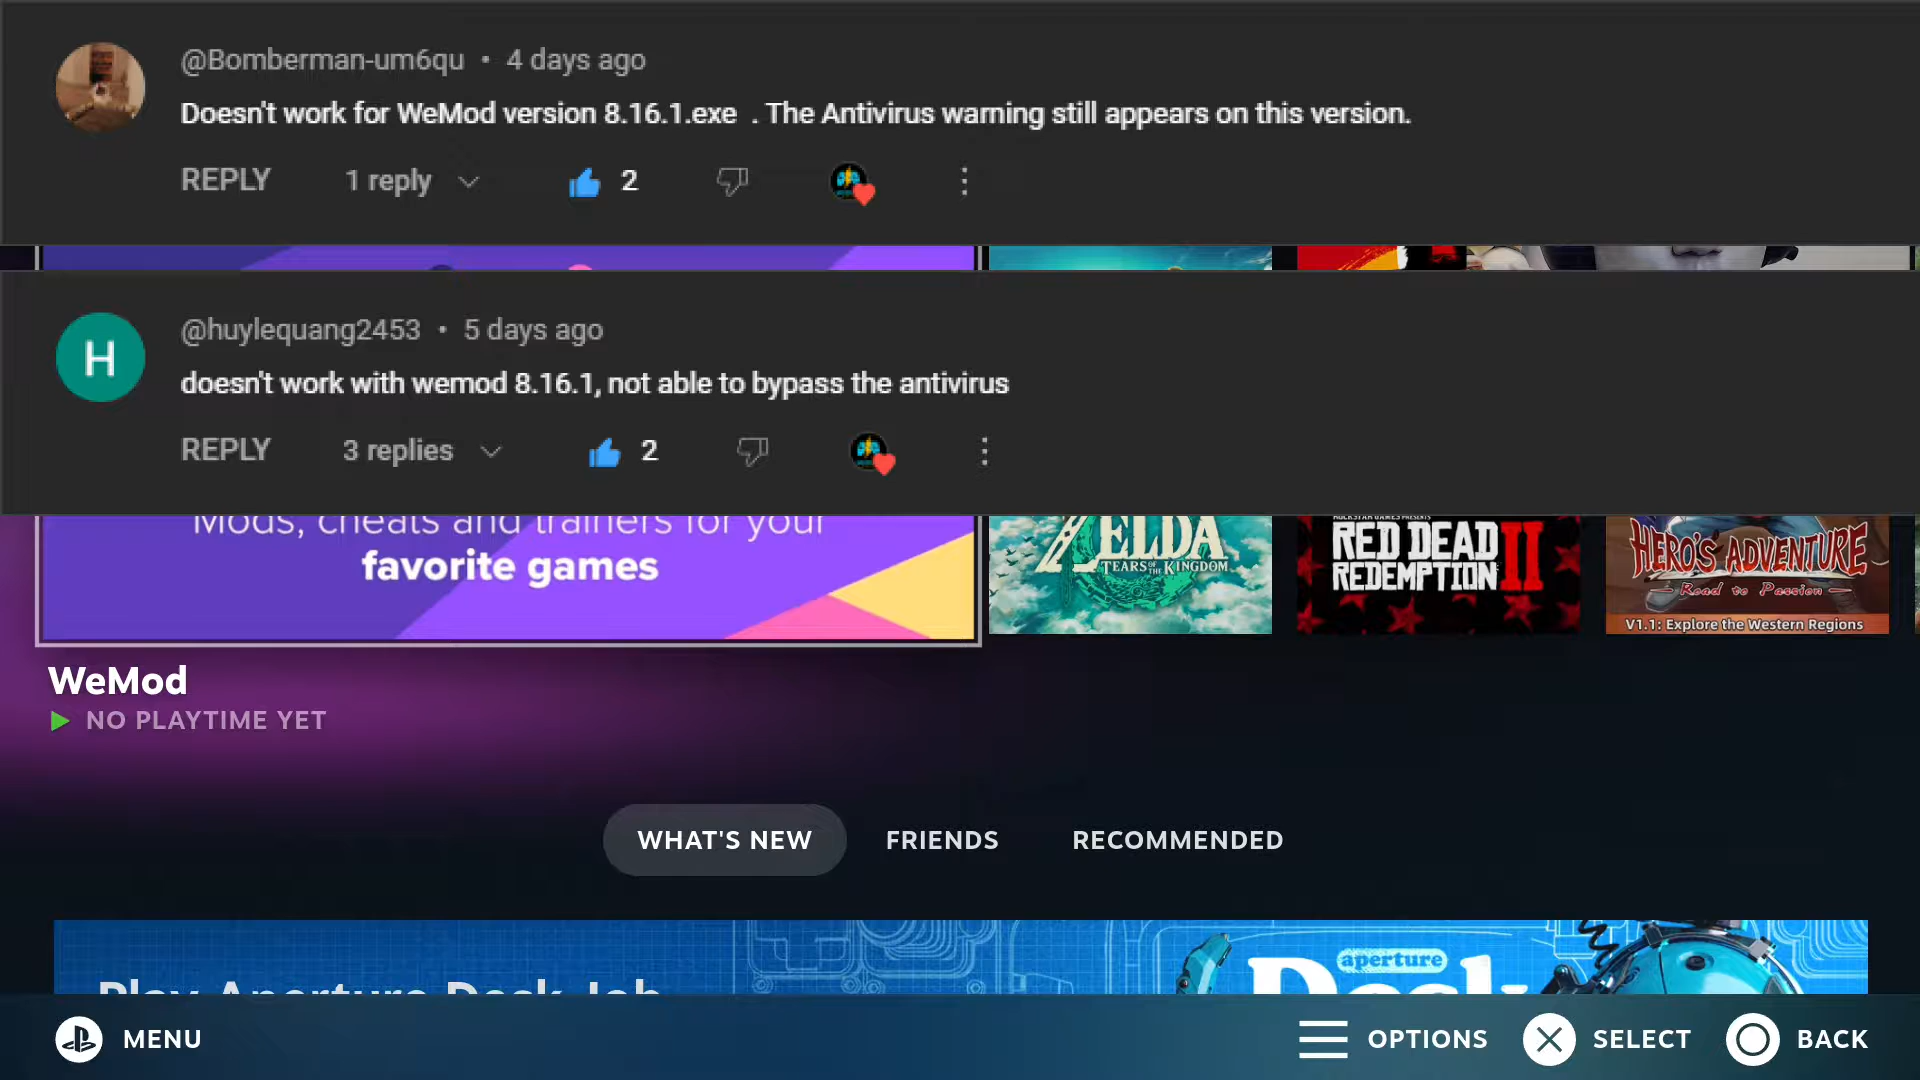 @Bomberman-um6qu • 4 days ago
Doesn't work for WeMod version 8.16.1.exe . The Antivirus warning still appears on this version.
REPLY 1 reply 2
H
@huylequang2453 • 5 days ago
doesn't work with wemod 8.16.1, not able to bypass the antivirus
REPLY 3 replies 2
Mods, cheats and trainers for your
favorite games
ZELDA
TEARS OF THE KINGDOM
ROCKSTAR GAMES PRESENTS
RED DEAD
REDEMPTION II
HERO'S ADVENTURE
Road to Passion
V1.1: Explore the Western Regions
WeMod
NO PLAYTIME YET
WHAT'S NEW FRIENDS RECOMMENDED
Play Aperture Desk Job
aperture
Desk
MENU OPTIONS SELECT BACK